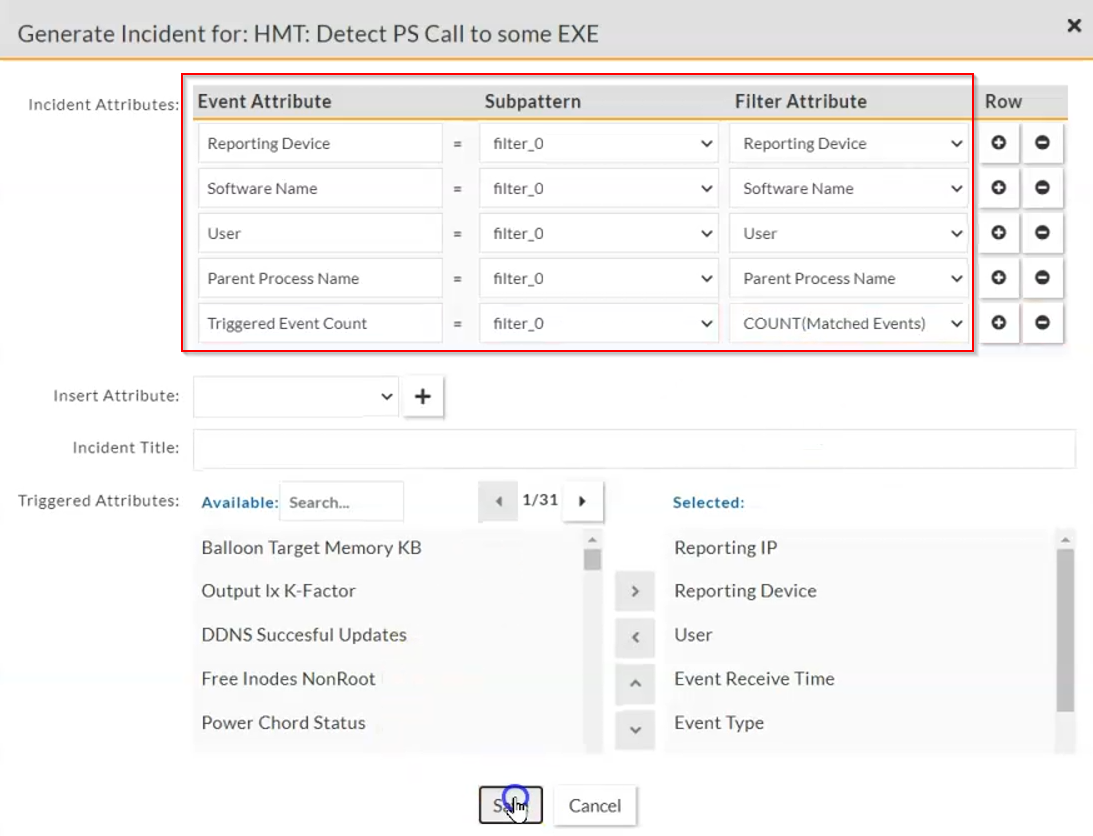 Generate Incident for: HMT: Detect PS Call to some EXE
Incident Attributes: Event Attribute Subpattern Filter Attribute Row
Reporting Device = filter_0 Reporting Device
Software Name = filter_0 Software Name
User = filter_0 User
Parent Process Name = filter_0 Parent Process Name
Triggered Event Count = filter_0 COUNT(Matched Events)
Insert Attribute:
Incident Title:
Triggered Attributes: Available: Search... 1/31 Selected:
Balloon Target Memory KB Reporting IP
Output Ix K-Factor Reporting Device
DDNS Succesful Updates User
Free Inodes NonRoot Event Receive Time
Power Chord Status Event Type
Cancel